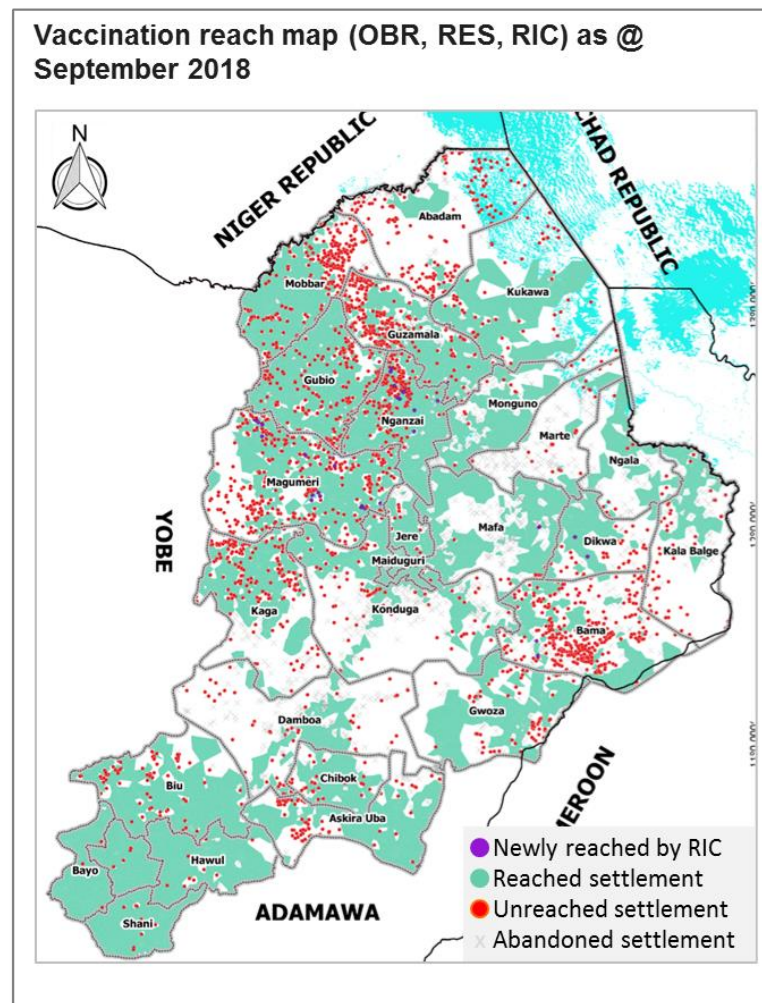 Vaccination reach map (OBR, RES, RIC) as @
September 2018
N
NIGER REPUBLIC
CHAD REPUBLIC
Abadam
Mobbar
Kukawa
Guzamala
Gubio
Monguno
Nganzai
Marte
Ngala
Magumeri
YOBE
Jere
Mafa
Dikwa
Kala Balge
Maiduguri
Kaga
Konduga
Bama
Gwoza
Damboa
Biu
Chibok
Askira Uba
MEROON
Bayo
Hawul
Shani
ADAMAWA
Newly reached by RIC
Reached settlement
Unreached settlement
x Abandoned settlement